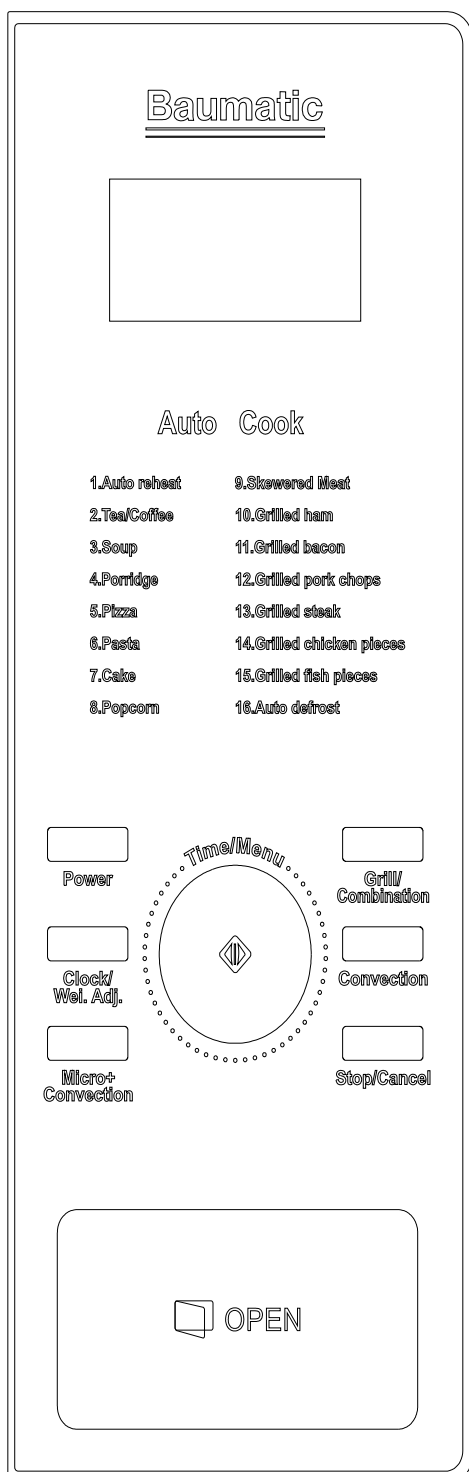 Baumatic
Auto Cook
1.Auto reheat
2.Tea/Coffee
3.Soup
4.Porridge
5.Pizza
6.Pasta
7.Cake
8.Popcorn
9.Skewered Meat
10.Grilled ham
11.Grilled bacon
12.Grilled pork chops
13.Grilled steak
14.Grilled chicken pieces
15.Grilled fish pieces
16.Auto defrost
Time/Menu
Power
Grill/
Combination
Clock/
Wei. Adj.
Convection
Micro+
Convection
Stop/Cancel
OPEN